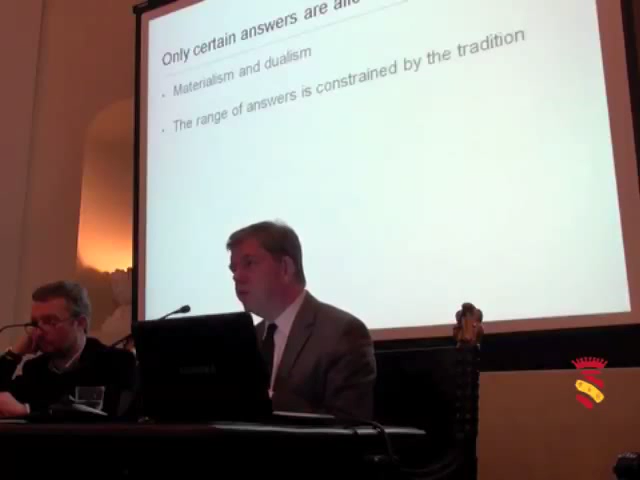 Only certain answers are
Materialism and dualism
The range of answers is constrained by the tradition